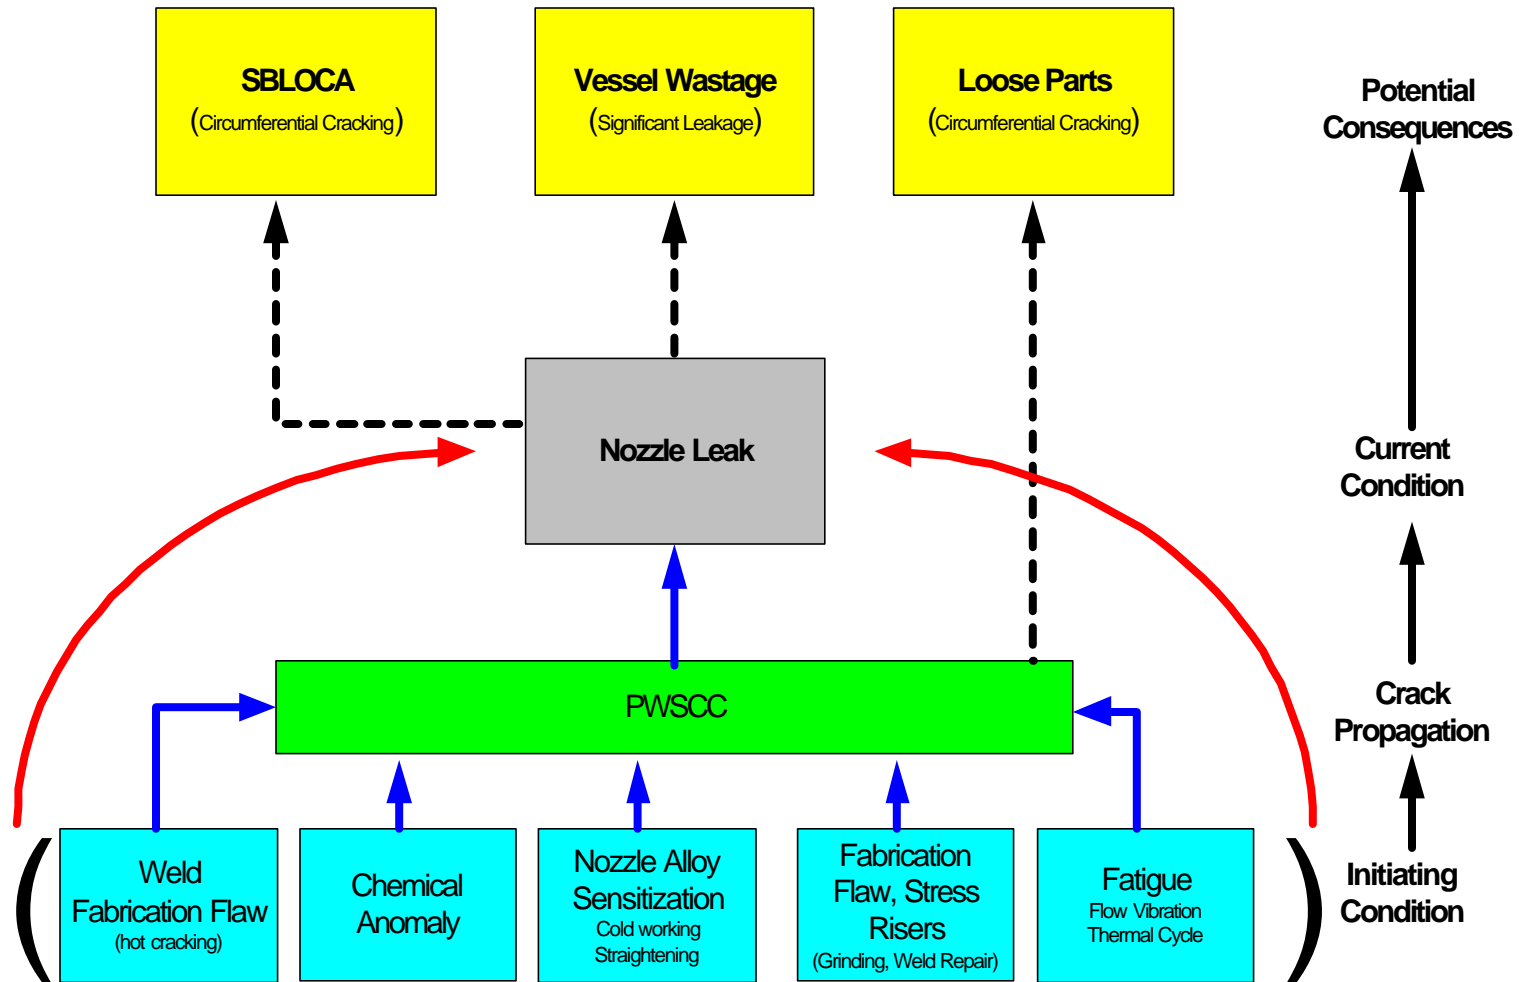 SBLOCA
(Circumferential Cracking)
Vessel Wastage
(Significant Leakage)
Loose Parts
(Circumferential Cracking)
Potential
Consequences
Nozzle Leak
Current
Condition
PWSCC
Crack
Propagation
Weld
Fabrication Flaw
(hot cracking)
Chemical
Anomaly
Nozzle Alloy
Sensitization
Cold working
Straightening
Fabrication
Flaw, Stress
Risers
(Grinding, Weld Repair)
Fatigue
Flow Vibration
Thermal Cycle
Initiating
Condition